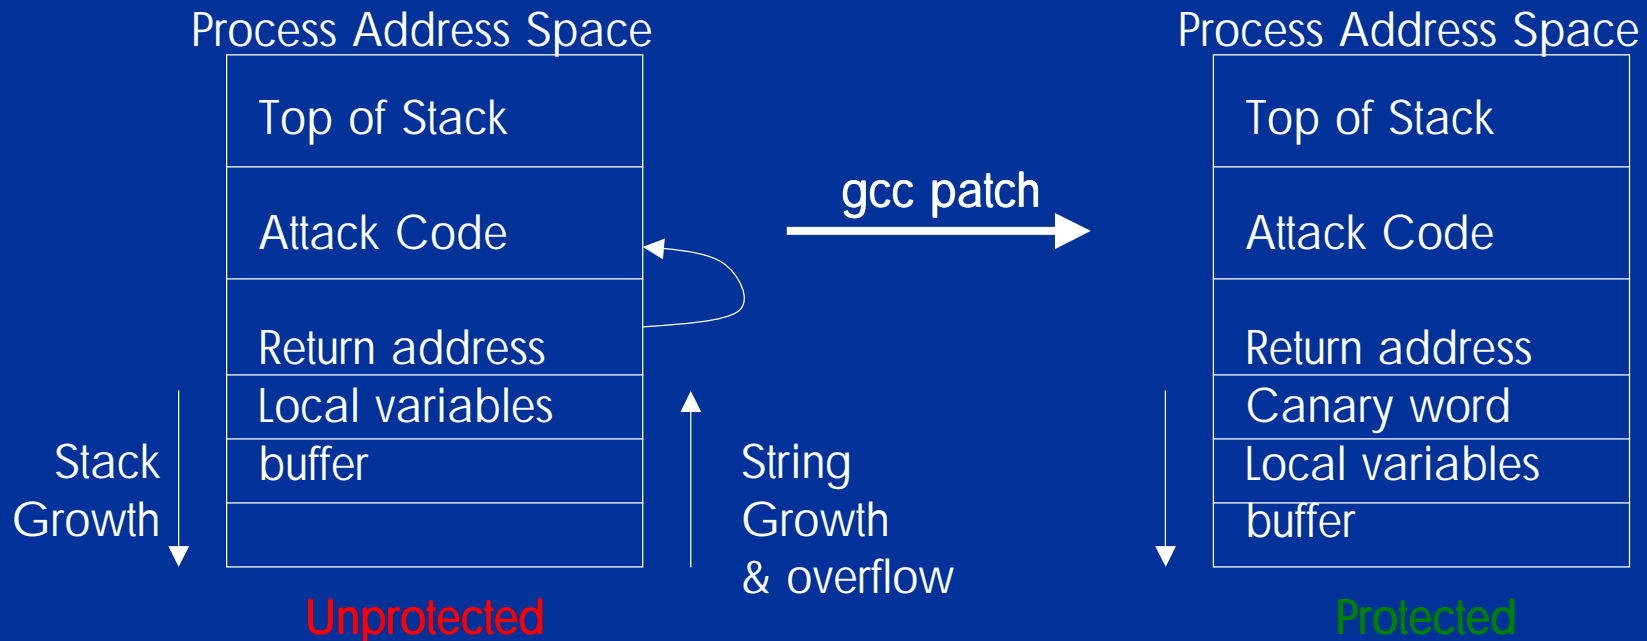 Process Address Space
Top of Stack
Attack Code
Return address
Local variables
buffer
Stack
Growth
String
Growth
& overflow
Unprotected
gcc patch
Process Address Space
Top of Stack
Attack Code
Return address
Canary word
Local variables
buffer
Protected